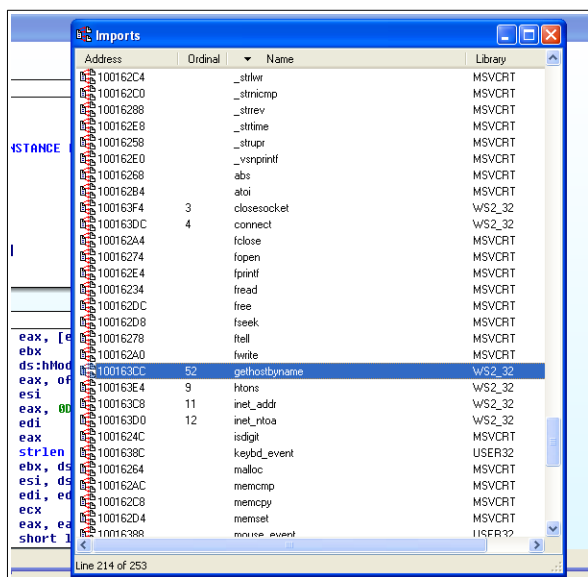 Imports
Address Ordinal Name Library
100162C4 _strlwr MSVCRT
100162C0 _strnicmp MSVCRT
10016288 _strrev MSVCRT
100162E8 _strtime MSVCRT
10016258 _strupr MSVCRT
100162E0 _vsnprintf MSVCRT
10016268 abs MSVCRT
100162B4 atoi MSVCRT
100163F4 3 closesocket WS2_32
100163DC 4 connect WS2_32
100162A4 fclose MSVCRT
10016274 fopen MSVCRT
100162E4 fprintf MSVCRT
10016234 fread MSVCRT
100162DC free MSVCRT
100162D8 fseek MSVCRT
10016278 ftell MSVCRT
100162A0 fwrite MSVCRT
100163CC 52 gethostbyname WS2_32
100163E4 9 htons WS2_32
100163C8 11 inet_addr WS2_32
100163D0 12 inet_ntoa WS2_32
1001624C isdigit MSVCRT
1001638C keybd_event USER32
10016264 malloc MSVCRT
100162AC memcmp MSVCRT
100162C8 memcpy MSVCRT
100162D4 memset MSVCRT
10016388 mouse_event USER32
Line 214 of 253
eax, [e
ebx
ds:hMod
eax, of
esi
eax, 0D
edi
eax
strlen
ebx, ds
esi, ds
edi, ed
ecx
eax, ea
short l